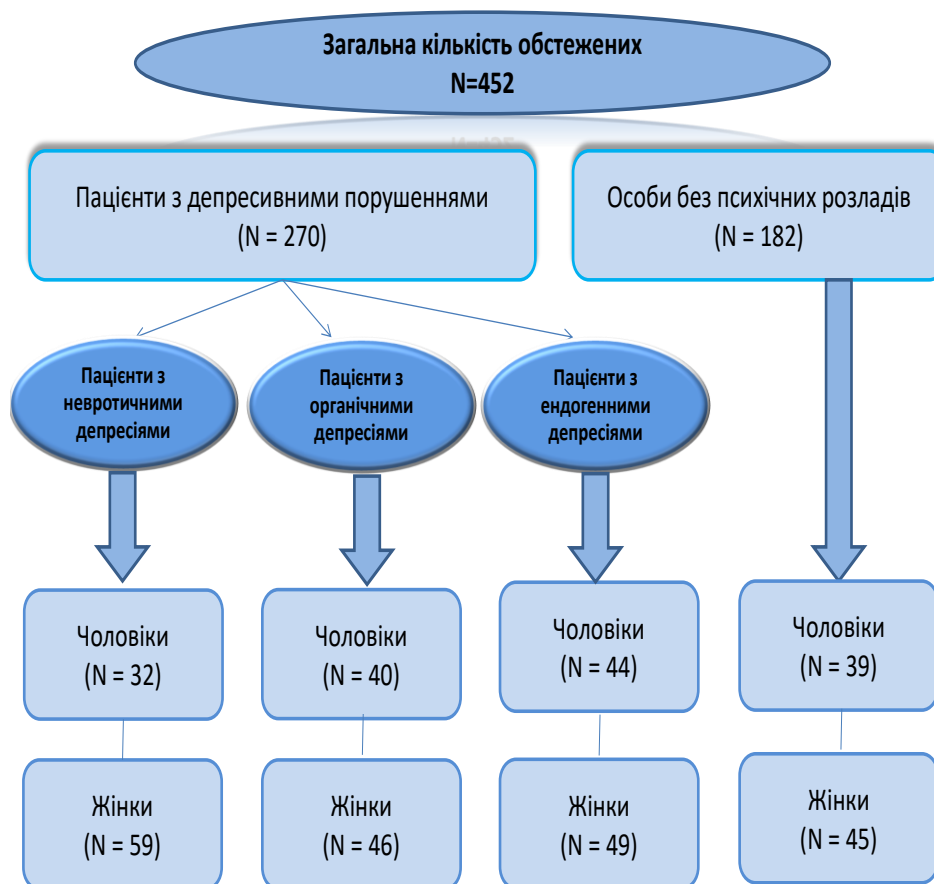 Загальна кількість обстежених
N=452
Пацієнти з депресивними порушеннями
(N = 270)
Особи без психічних розладів
(N = 182)
Пацієнти з
невротичними
депресіями
Пацієнти з
органічними
депресіями
Пацієнти з
ендогенними
депресіями
Чоловіки
(N = 32)
Чоловіки
(N = 40)
Чоловіки
(N = 44)
Чоловіки
(N = 39)
Жінки
(N = 59)
Жінки
(N = 46)
Жінки
(N = 49)
Жінки
(N = 45)